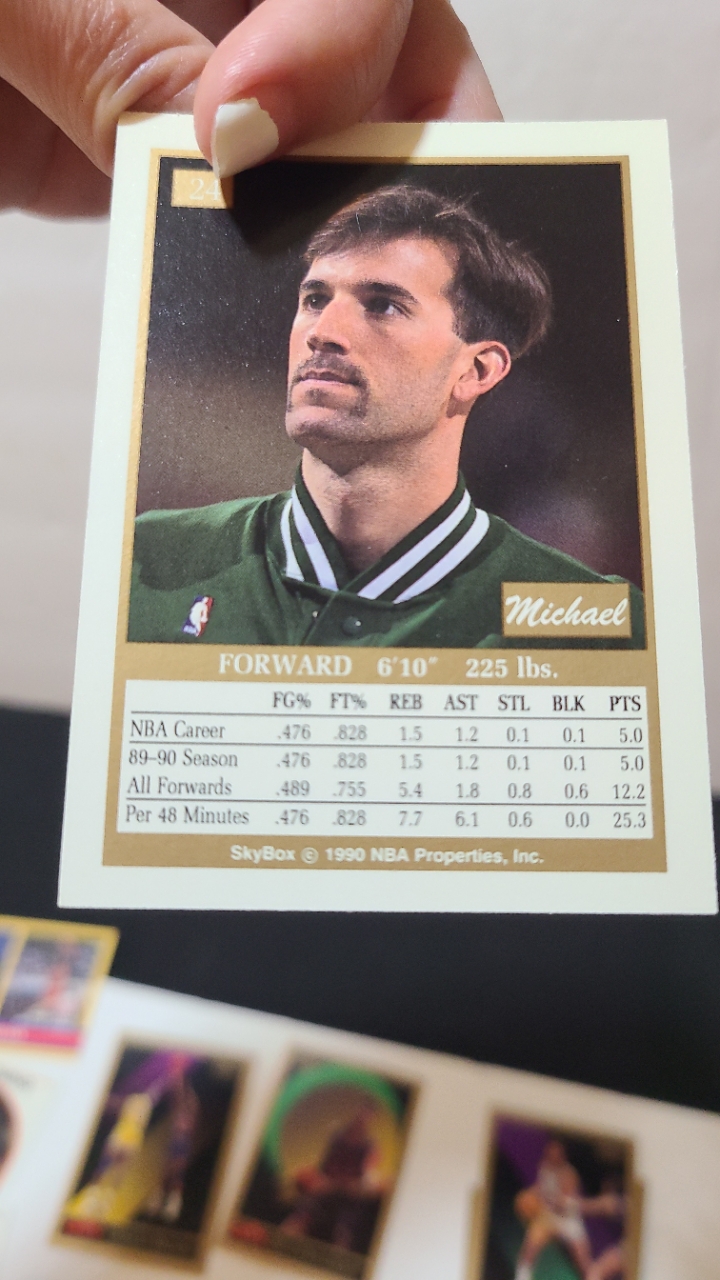 24
Michael
FORWARD 6'10" 225 lbs.
FG% FT% REB AST STL BLK PTS
NBA Career .476 .828 1.5 1.2 0.1 0.1 5.0
89–90 Season .476 .828 1.5 1.2 0.1 0.1 5.0
All Forwards .489 .755 5.4 1.8 0.8 0.6 12.2
Per 48 Minutes .476 .828 7.7 6.1 0.6 0.0 25.3
SkyBox © 1990 NBA Properties, Inc.